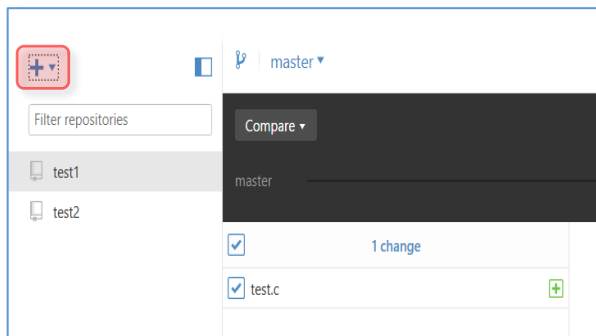 master
Filter repositories
Compare
test1
master
test2
1 change
test.c